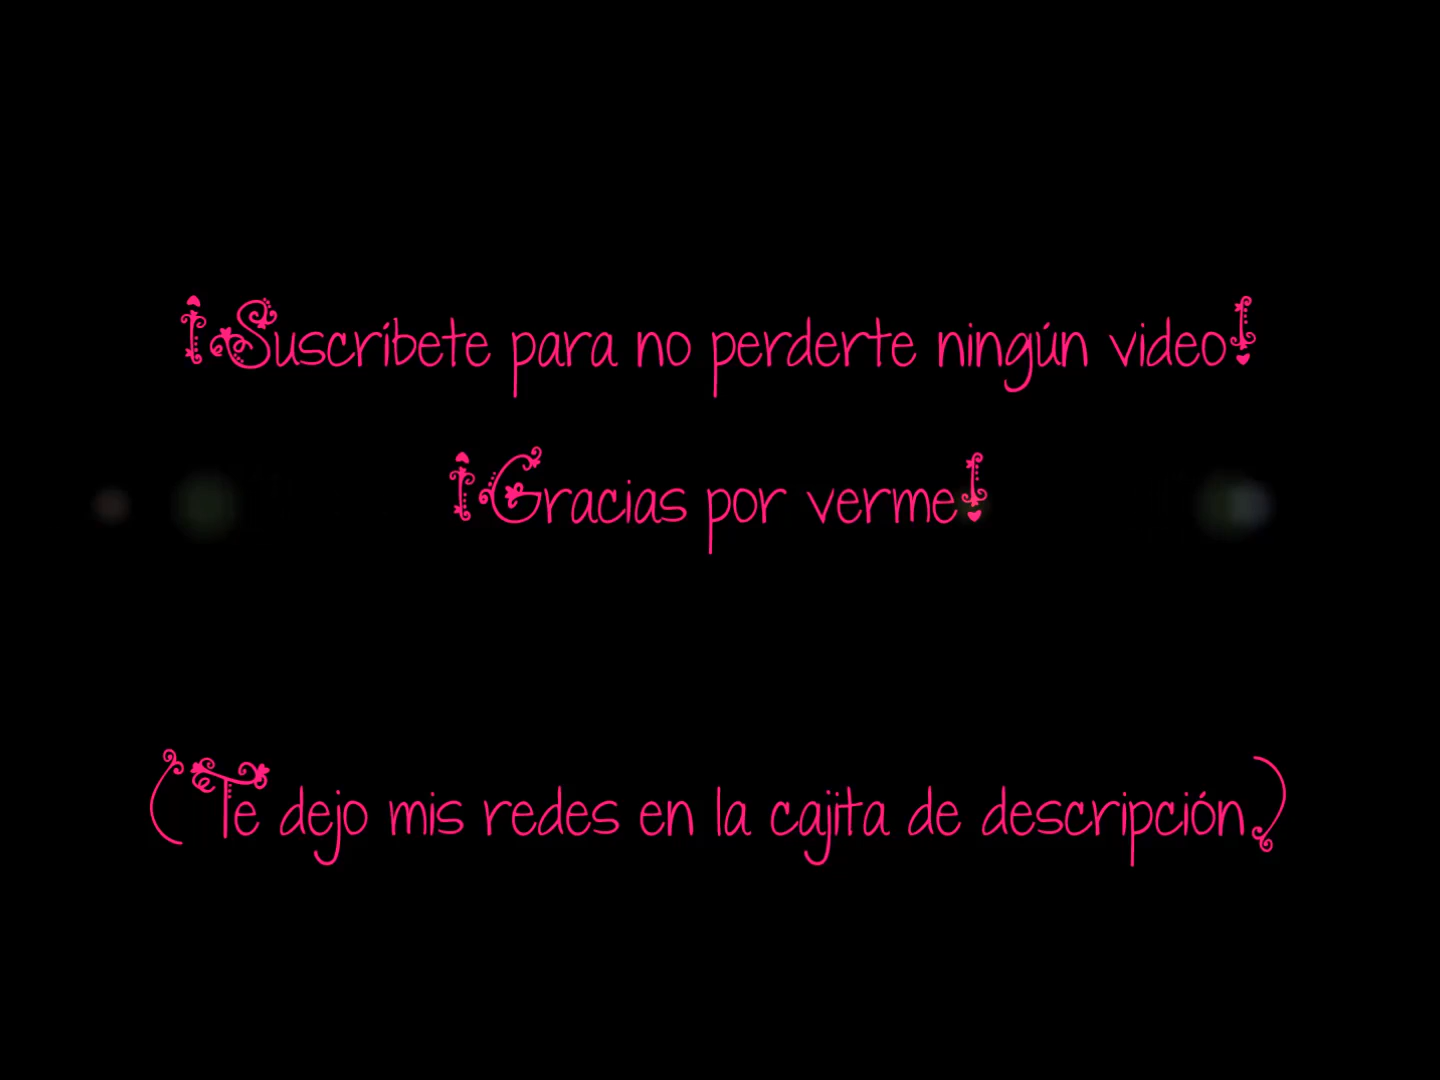 ¡Suscríbete para no perderte ningún video!
¡Gracias por verme!
(Te dejo mis redes en la cajita de descripción)